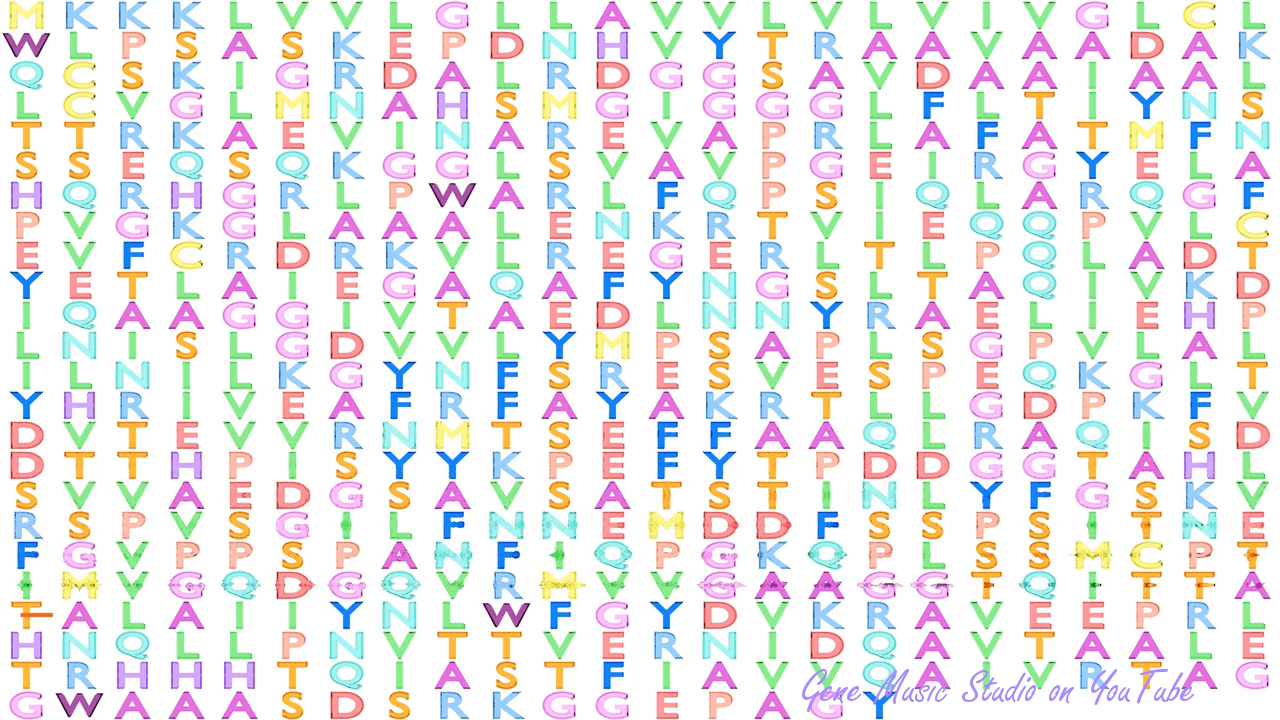 M K K K L V V L G L L A V V L V L V I V G L C L
W L P S A S K E P D N H V Y T R A A V A A D A K
Q C S K I G R D A L R D G G S A V D A A I A A L
L C V G L M N A H S M G I G G G L F L T I Y N S
T T R K A E V I N A R E V A P R L A F A T M F N
S S E Q S Q K G G L S V A V P G E I R G Y E L A
H Q R H G R L P W A R L F Q P S I Q L A R Q G F
P V G K G L A A A L E N K R T V I E Q Q P L V C
E V F C R D R K V L R E G E R L T L P Q L A D T
Y E T L A I E G A Q A F Y N G S L T A Q I V K D
I Q A A G G I V T A E D L N N Y R A E L I E H P
L N I S L G D V V L Y M P S A P L S G P V L A L
I L N I L K G Y N F S R E S V E S P E Q K G L T
Y H R I V E A F R F A Y A K R T L L G D P K F V
D V T E V V R N M T S E F F A A Q L R A Q I S D
D T T H P I S Y Y K P E F Y T P D D G G T A H L
S V V A E D G S A V S A T S T I N L Y F G S K V
R S P V S G I L F N N E M D D F S S P S I T N E
F G V P P S P A N F I Q P G K Q P L S S M C P T
I M V G Q D G Q V R M V V G A A G G T Q I T T A
T A L A I I Y N L W F G Y D V K R A V E E P R L
H N Q L L P N V T T V E R N I D Q A V T A A L E
T R H H H T Q I A S T F I A V V Q A L V R T A G
G W A A A S D S R K G G E P A G Y
Gene Music Studio on YouTube